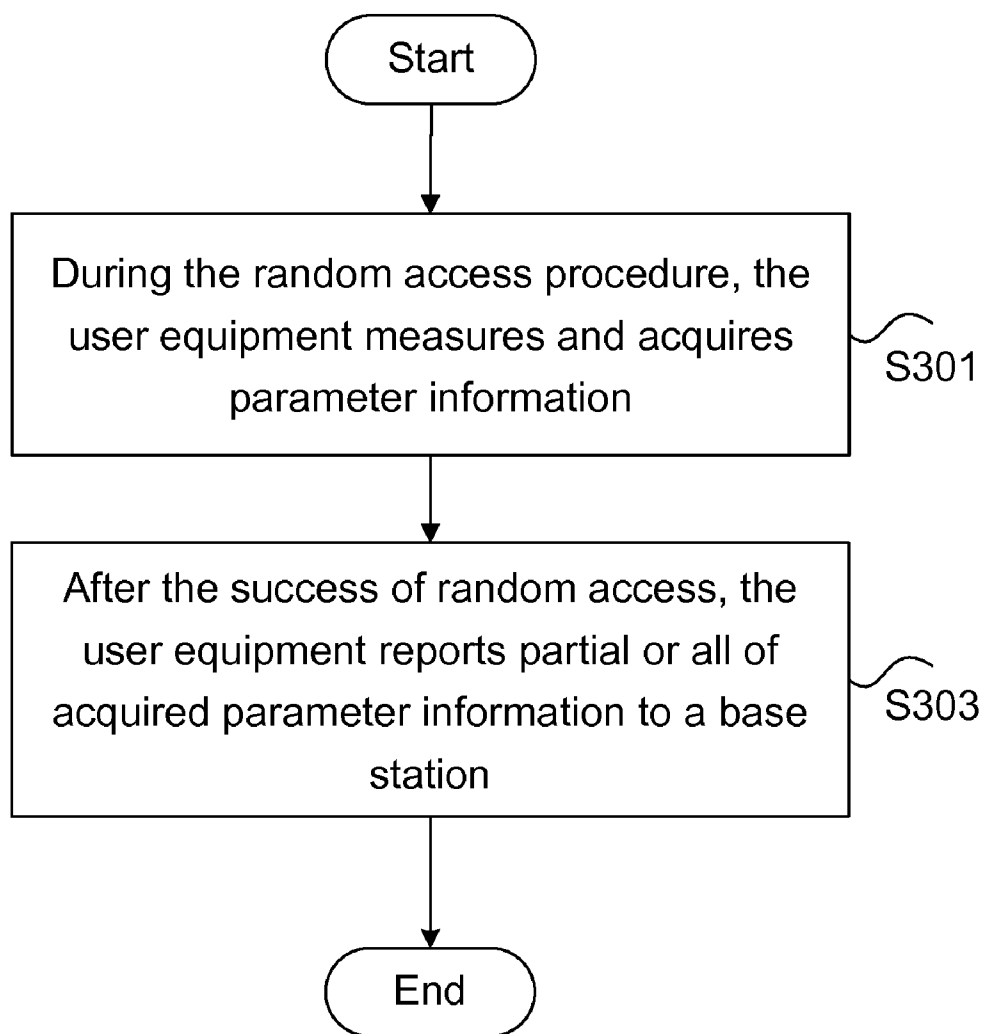 Start
During the random access procedure, the
user equipment measures and acquires
parameter information
S301
After the success of random access, the
user equipment reports partial or all of
acquired parameter information to a base
station
S303
End